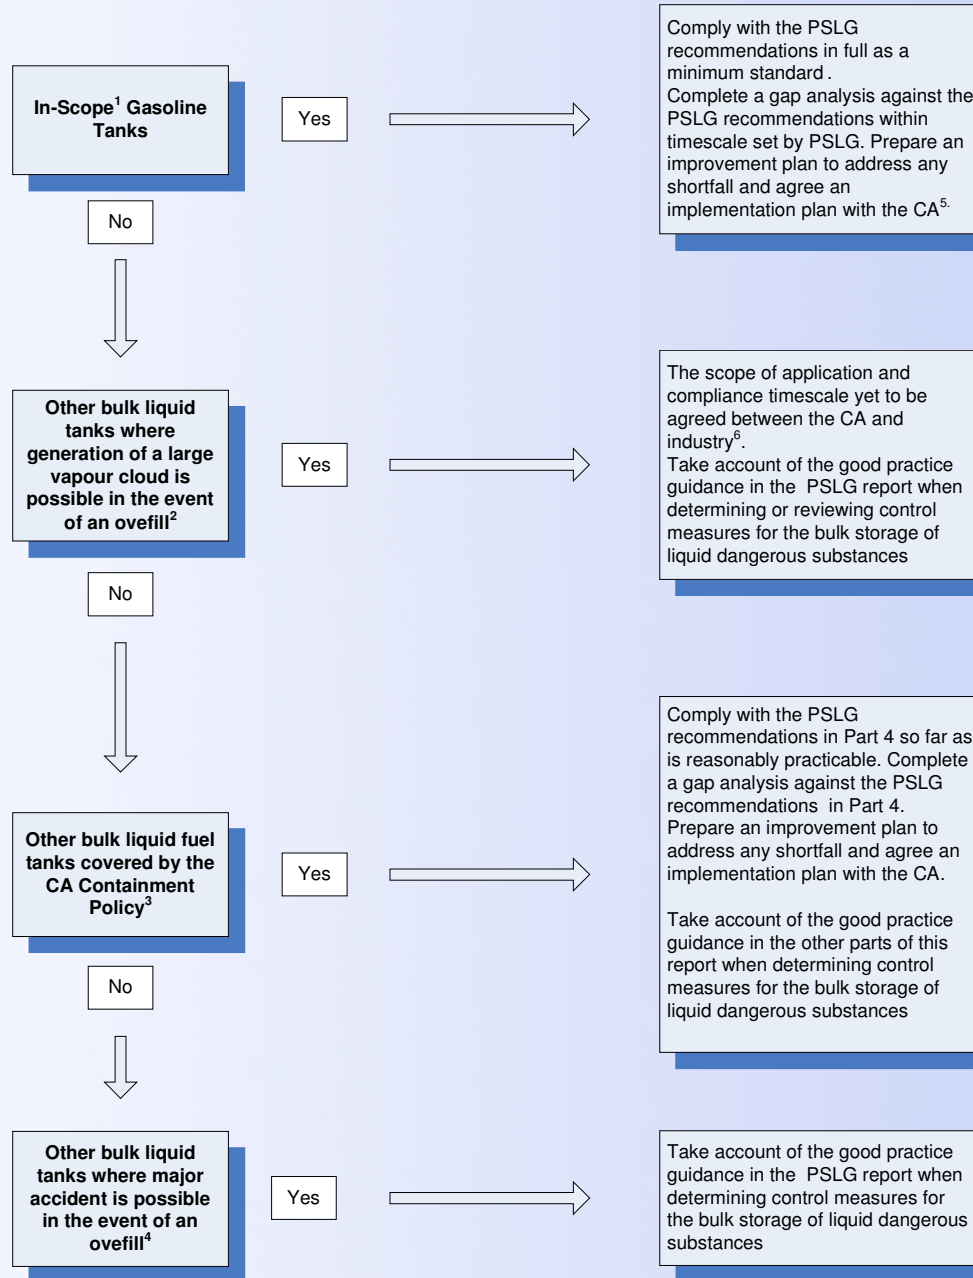 In-Scope1 Gasoline
Tanks
Yes
Comply with the PSLG
recommendations in full as a
minimum standard .
Complete a gap analysis against the
PSLG recommendations within
timescale set by PSLG. Prepare an
improvement plan to address any
shortfall and agree an
implementation plan with the CA5.
No
Other bulk liquid
tanks where
generation of a large
vapour cloud is
possible in the event
of an ovefill2
Yes
The scope of application and
compliance timescale yet to be
agreed between the CA and
industry6.
Take account of the good practice
guidance in the PSLG report when
determining or reviewing control
measures for the bulk storage of
liquid dangerous substances
No
Other bulk liquid fuel
tanks covered by the
CA Containment
Policy3
Yes
Comply with the PSLG
recommendations in Part 4 so far as
is reasonably practicable. Complete
a gap analysis against the PSLG
recommendations in Part 4.
Prepare an improvement plan to
address any shortfall and agree an
implementation plan with the CA.
Take account of the good practice
guidance in the other parts of this
report when determining control
measures for the bulk storage of
liquid dangerous substances
No
Other bulk liquid
tanks where major
accident is possible
in the event of an
ovefill4
Yes
Take account of the good practice
guidance in the PSLG report when
determining control measures for
the bulk storage of liquid dangerous
substances